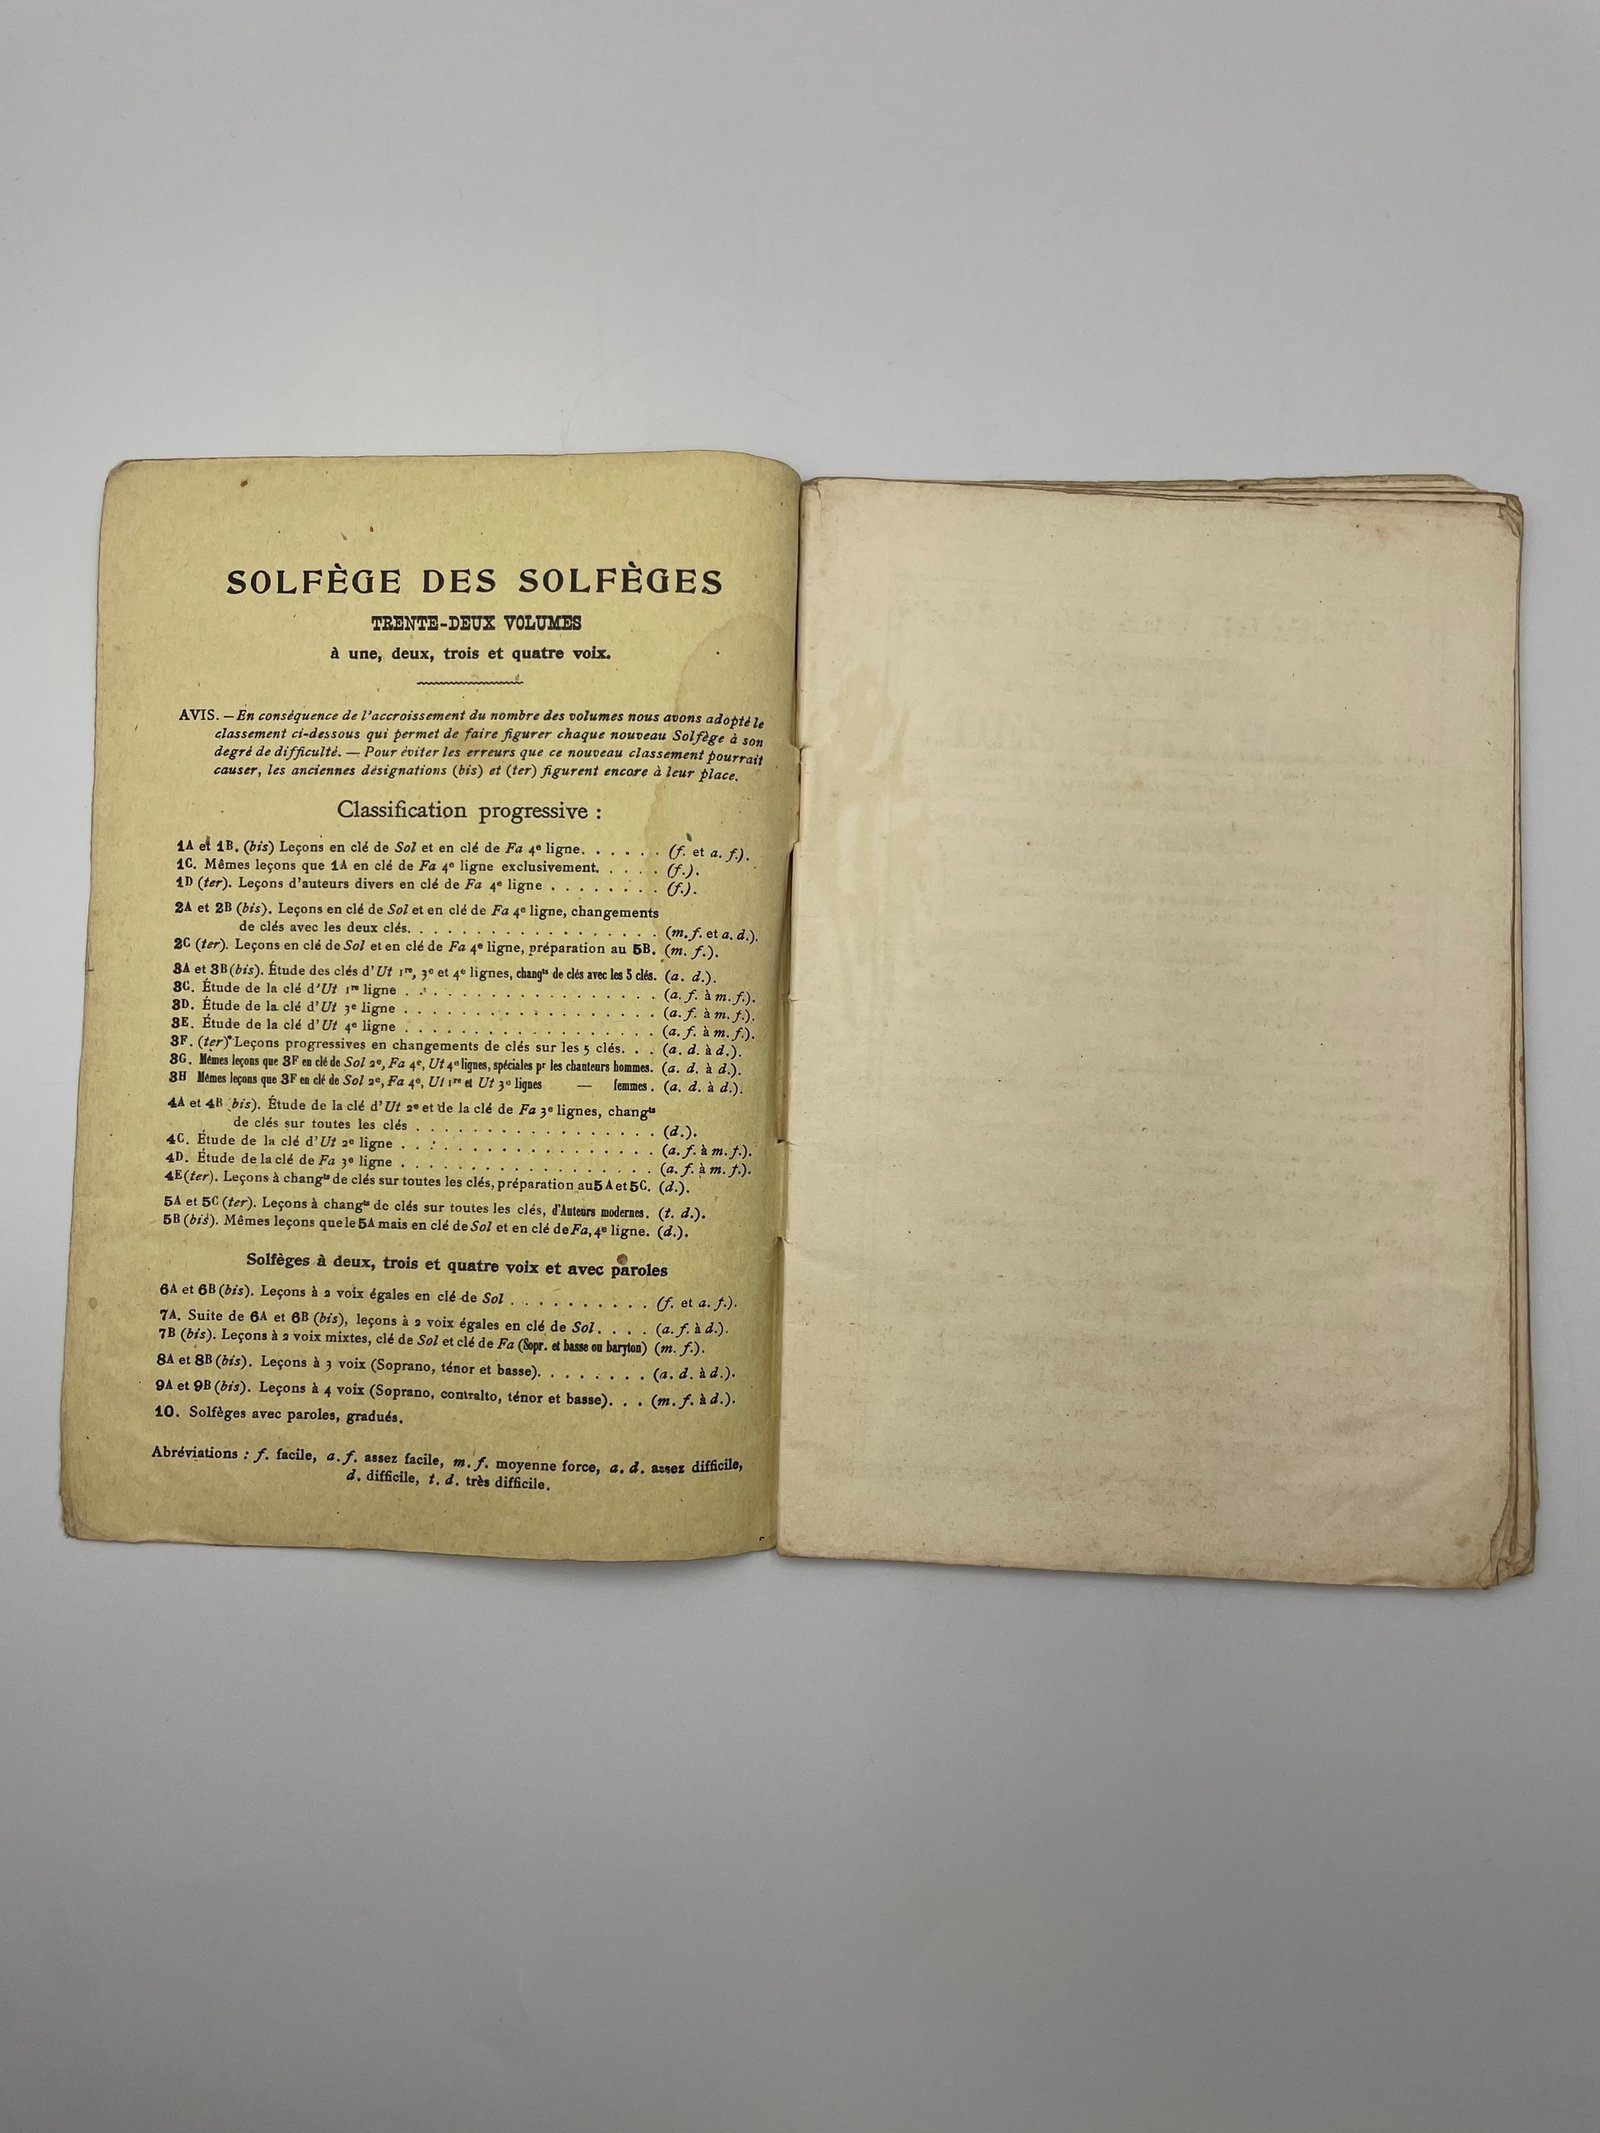 SOLFÈGE DES SOLFÈGES
TRENTE-DEUX VOLUMES
à une, deux, trois et quatre voix.
AVIS. — En conséquence de l'accroissement du nombre des volumes nous avons adopté le
classement ci-dessous qui permet de faire figurer chaque nouveau Solfège à son
degré de difficulté. — Pour éviter les erreurs que ce nouveau classement pourrait
causer, les anciennes désignations (bis) et (ter) figurent encore à leur place.
Classification progressive :
1A et 1B. (bis) Leçons en clé de Sol et en clé de Fa 4e ligne. . . . . . (f. et a. f.).
1C. Mêmes leçons que 1A en clé de Fa 4e ligne exclusivement. . . . . (f.).
1D (ter). Leçons d'auteurs divers en clé de Fa 4e ligne . . . . . . . . (f.).
2A et 2B (bis). Leçons en clé de Sol et en clé de Fa 4e ligne, changements
de clés avec les deux clés. . . . . . . . . . . . . . . . . . (m. f. et a. d.).
2C (ter). Leçons en clé de Sol et en clé de Fa 4e ligne, préparation au 5B. (m. f.).
3A et 3B (bis). Étude des clés d'Ut 1re, 3e et 4e lignes, changts de clés avec les 5 clés. (a. d.).
3C. Étude de la clé d'Ut 1re ligne . . . . . . . . . . . . . . . . . . (a. f. à m. f.).
3D. Étude de la clé d'Ut 3e ligne . . . . . . . . . . . . . . . . . . (a. f. à m. f.).
3E. Étude de la clé d'Ut 4e ligne . . . . . . . . . . . . . . . . . . (a. f. à m. f.).
3F. (ter) Leçons progressives en changements de clés sur les 5 clés. . . (a. d. à d.).
3G. Mêmes leçons que 3F en clé de Sol 2e, Fa 4e, Ut 4e lignes, spéciales pr les chanteurs hommes. (a. d. à d.).
3H Mêmes leçons que 3F en clé de Sol 2e, Fa 4e, Ut 1re et Ut 3e lignes — femmes. (a. d. à d.).
4A et 4B (bis). Étude de la clé d'Ut 2e et de la clé de Fa 3e lignes, changts
de clés sur toutes les clés . . . . . . . . . . . . . . . . . (d.).
4C. Étude de la clé d'Ut 2e ligne . . . . . . . . . . . . . . . . . . (a. f. à m. f.).
4D. Étude de la clé de Fa 3e ligne . . . . . . . . . . . . . . . . . . (a. f. à m. f.).
4E (ter). Leçons à changts de clés sur toutes les clés, préparation au 5A et 5C. (d.).
5A et 5C (ter). Leçons à changts de clés sur toutes les clés, d'Auteurs modernes. (t. d.).
5B (bis). Mêmes leçons que le 5A mais en clé de Sol et en clé de Fa, 4e ligne. (d.).
Solfèges à deux, trois et quatre voix et avec paroles
6A et 6B (bis). Leçons à 2 voix égales en clé de Sol . . . . . . . . . . (f. et a. f.).
7A. Suite de 6A et 6B (bis), leçons à 2 voix égales en clé de Sol. . . . (a. f. à d.).
7B (bis). Leçons à 2 voix mixtes, clé de Sol et clé de Fa (Sopr. et basse ou baryton) (m. f.).
8A et 8B (bis). Leçons à 3 voix (Soprano, ténor et basse). . . . . . . . (a. d. à d.).
9A et 9B (bis). Leçons à 4 voix (Soprano, contralto, ténor et basse). . . (m. f. à d.).
10. Solfèges avec paroles, gradués.
Abréviations : f. facile, a. f. assez facile, m. f. moyenne force, a. d. assez difficile,
d. difficile, t. d. très difficile.